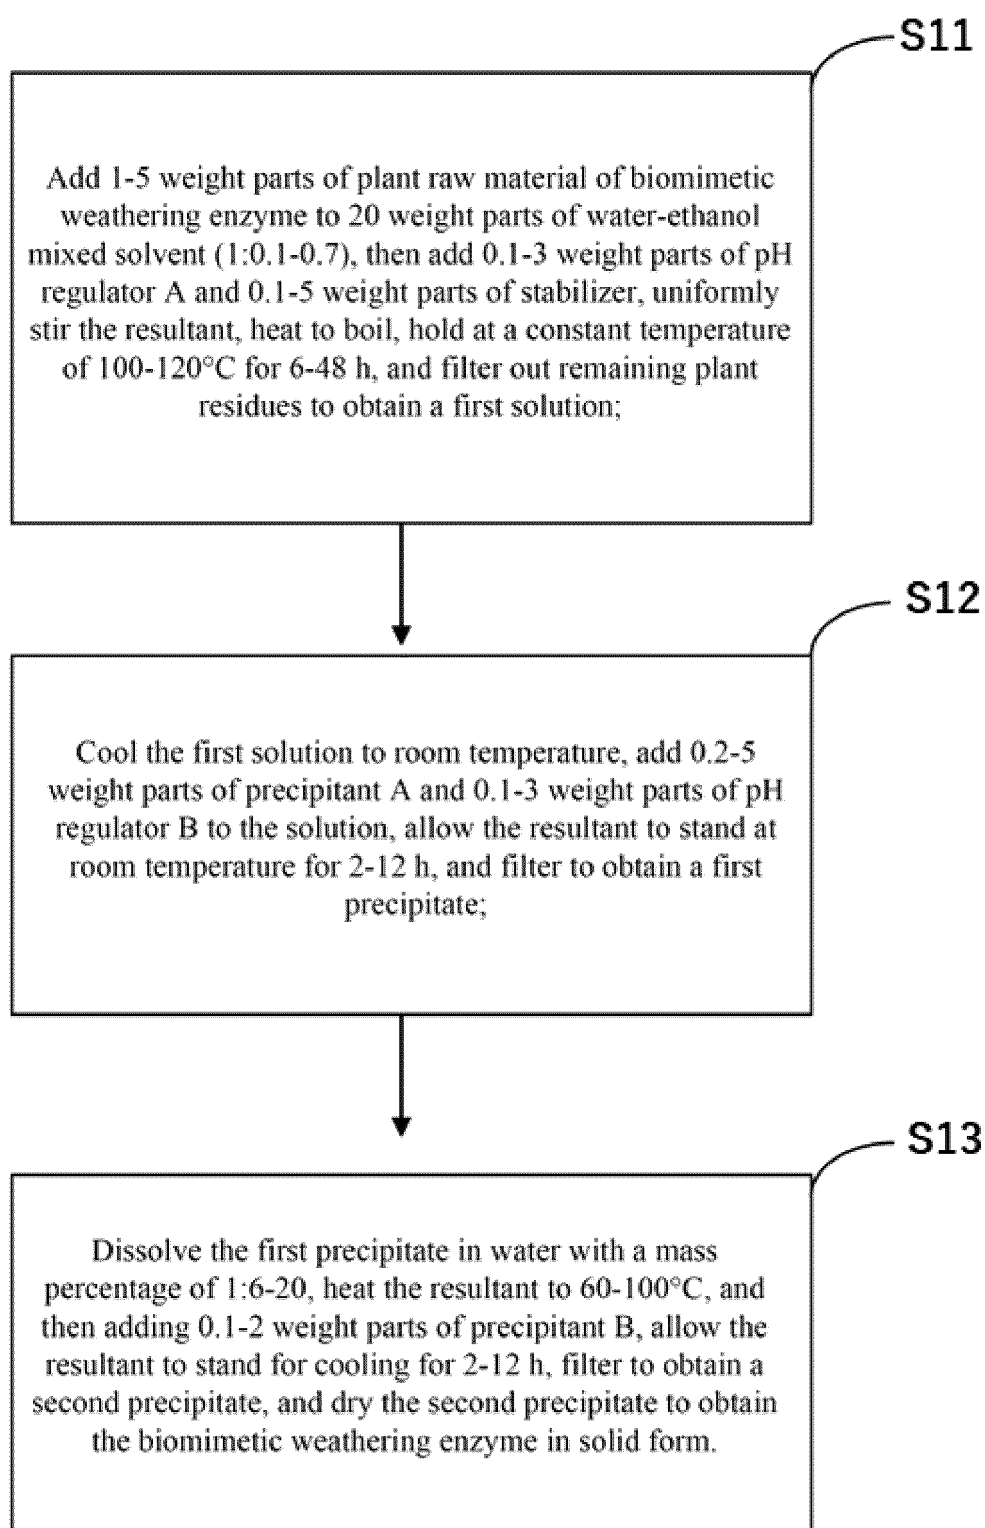 S11
Add 1-5 weight parts of plant raw material of biomimetic
weathering enzyme to 20 weight parts of water-ethanol
mixed solvent (1:0.1-0.7), then add 0.1-3 weight parts of pH
regulator A and 0.1-5 weight parts of stabilizer, uniformly
stir the resultant, heat to boil, hold at a constant temperature
of 100-120°C for 6-48 h, and filter out remaining plant
residues to obtain a first solution;
S12
Cool the first solution to room temperature, add 0.2-5
weight parts of precipitant A and 0.1-3 weight parts of pH
regulator B to the solution, allow the resultant to stand at
room temperature for 2-12 h, and filter to obtain a first
precipitate;
S13
Dissolve the first precipitate in water with a mass
percentage of 1:6-20, heat the resultant to 60-100°C, and
then adding 0.1-2 weight parts of precipitant B, allow the
resultant to stand for cooling for 2-12 h, filter to obtain a
second precipitate, and dry the second precipitate to obtain
the biomimetic weathering enzyme in solid form.